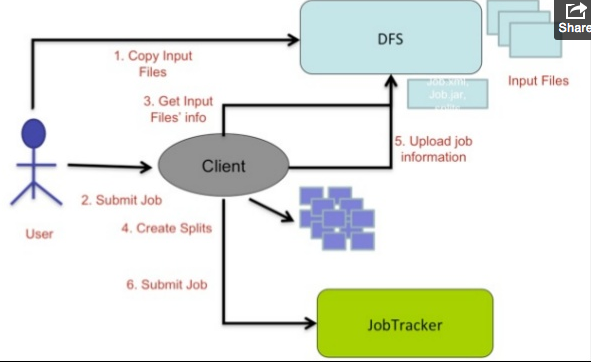 Share
DFS
1. Copy Input
Files
Job.xml,
Job.jar,
Input Files
3. Get Input
Files' info
5. Upload job
information
Client
2. Submit Job
User
4. Create Splits
6. Submit Job
JobTracker